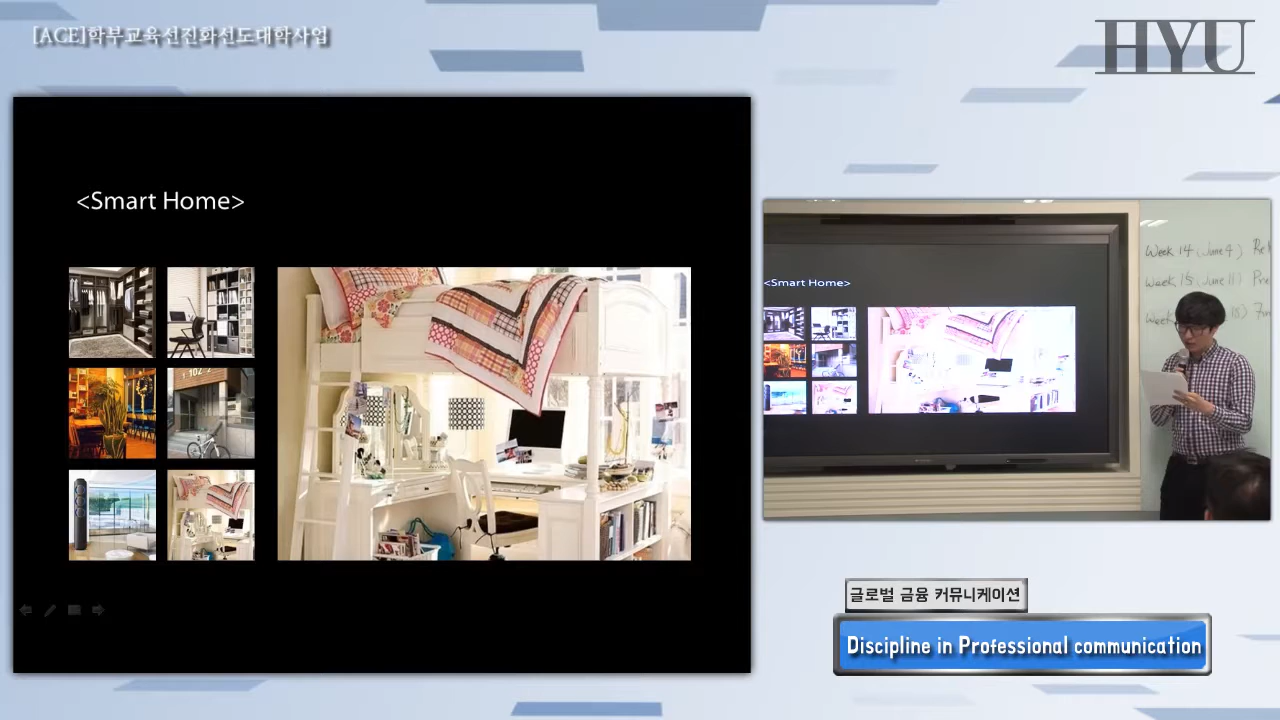 [ACE]학부교육선진화선도대학사업
HYU
<Smart Home>
<Smart Home>
Week 14 (June 4)
Week 15 (June 11)
Week
글로벌 금융 커뮤니케이션
Discipline in Professional communication